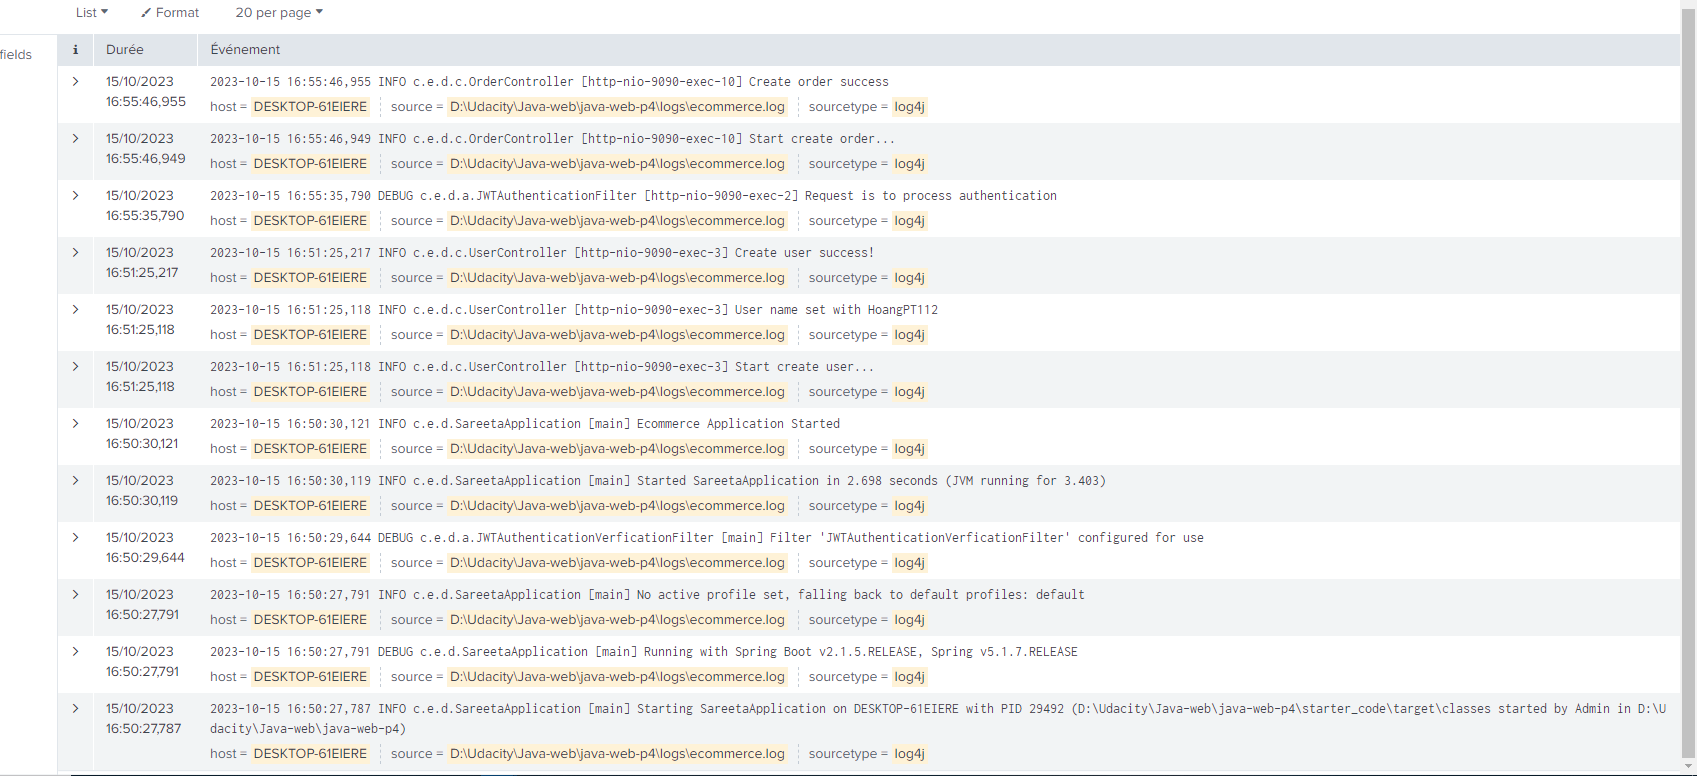 List Format 20 per page
fields
i Durée Événement
15/10/2023 2023-10-15 16:55:46,955 INFO c.e.d.c.OrderController [http-nio-9090-exec-10] Create order success
16:55:46,955 host = DESKTOP-61EIERE source = D:\Udacity\Java-web\java-web-p4\logs\ecommerce.log sourcetype = log4j
15/10/2023 2023-10-15 16:55:46,949 INFO c.e.d.c.OrderController [http-nio-9090-exec-10] Start create order...
16:55:46,949 host = DESKTOP-61EIERE source = D:\Udacity\Java-web\java-web-p4\logs\ecommerce.log sourcetype = log4j
15/10/2023 2023-10-15 16:55:35,790 DEBUG c.e.d.a.JWTAuthenticationFilter [http-nio-9090-exec-2] Request is to process authentication
16:55:35,790 host = DESKTOP-61EIERE source = D:\Udacity\Java-web\java-web-p4\logs\ecommerce.log sourcetype = log4j
15/10/2023 2023-10-15 16:51:25,217 INFO c.e.d.c.UserController [http-nio-9090-exec-3] Create user success!
16:51:25,217 host = DESKTOP-61EIERE source = D:\Udacity\Java-web\java-web-p4\logs\ecommerce.log sourcetype = log4j
15/10/2023 2023-10-15 16:51:25,118 INFO c.e.d.c.UserController [http-nio-9090-exec-3] User name set with HoangPT112
16:51:25,118 host = DESKTOP-61EIERE source = D:\Udacity\Java-web\java-web-p4\logs\ecommerce.log sourcetype = log4j
15/10/2023 2023-10-15 16:51:25,118 INFO c.e.d.c.UserController [http-nio-9090-exec-3] Start create user...
16:51:25,118 host = DESKTOP-61EIERE source = D:\Udacity\Java-web\java-web-p4\logs\ecommerce.log sourcetype = log4j
15/10/2023 2023-10-15 16:50:30,121 INFO c.e.d.SareetaApplication [main] Ecommerce Application Started
16:50:30,121 host = DESKTOP-61EIERE source = D:\Udacity\Java-web\java-web-p4\logs\ecommerce.log sourcetype = log4j
15/10/2023 2023-10-15 16:50:30,119 INFO c.e.d.SareetaApplication [main] Started SareetaApplication in 2.698 seconds (JVM running for 3.403)
16:50:30,119 host = DESKTOP-61EIERE source = D:\Udacity\Java-web\java-web-p4\logs\ecommerce.log sourcetype = log4j
15/10/2023 2023-10-15 16:50:29,644 DEBUG c.e.d.a.JWTAuthenticationVerficationFilter [main] Filter 'JWTAuthenticationVerficationFilter' configured for use
16:50:29,644 host = DESKTOP-61EIERE source = D:\Udacity\Java-web\java-web-p4\logs\ecommerce.log sourcetype = log4j
15/10/2023 2023-10-15 16:50:27,791 INFO c.e.d.SareetaApplication [main] No active profile set, falling back to default profiles: default
16:50:27,791 host = DESKTOP-61EIERE source = D:\Udacity\Java-web\java-web-p4\logs\ecommerce.log sourcetype = log4j
15/10/2023 2023-10-15 16:50:27,791 DEBUG c.e.d.SareetaApplication [main] Running with Spring Boot v2.1.5.RELEASE, Spring v5.1.7.RELEASE
16:50:27,791 host = DESKTOP-61EIERE source = D:\Udacity\Java-web\java-web-p4\logs\ecommerce.log sourcetype = log4j
15/10/2023 2023-10-15 16:50:27,787 INFO c.e.d.SareetaApplication [main] Starting SareetaApplication on DESKTOP-61EIERE with PID 29492 (D:\Udacity\Java-web\java-web-p4\starter_code\target\classes started by Admin in D:\U
16:50:27,787 dacity\Java-web\java-web-p4)
host = DESKTOP-61EIERE source = D:\Udacity\Java-web\java-web-p4\logs\ecommerce.log sourcetype = log4j